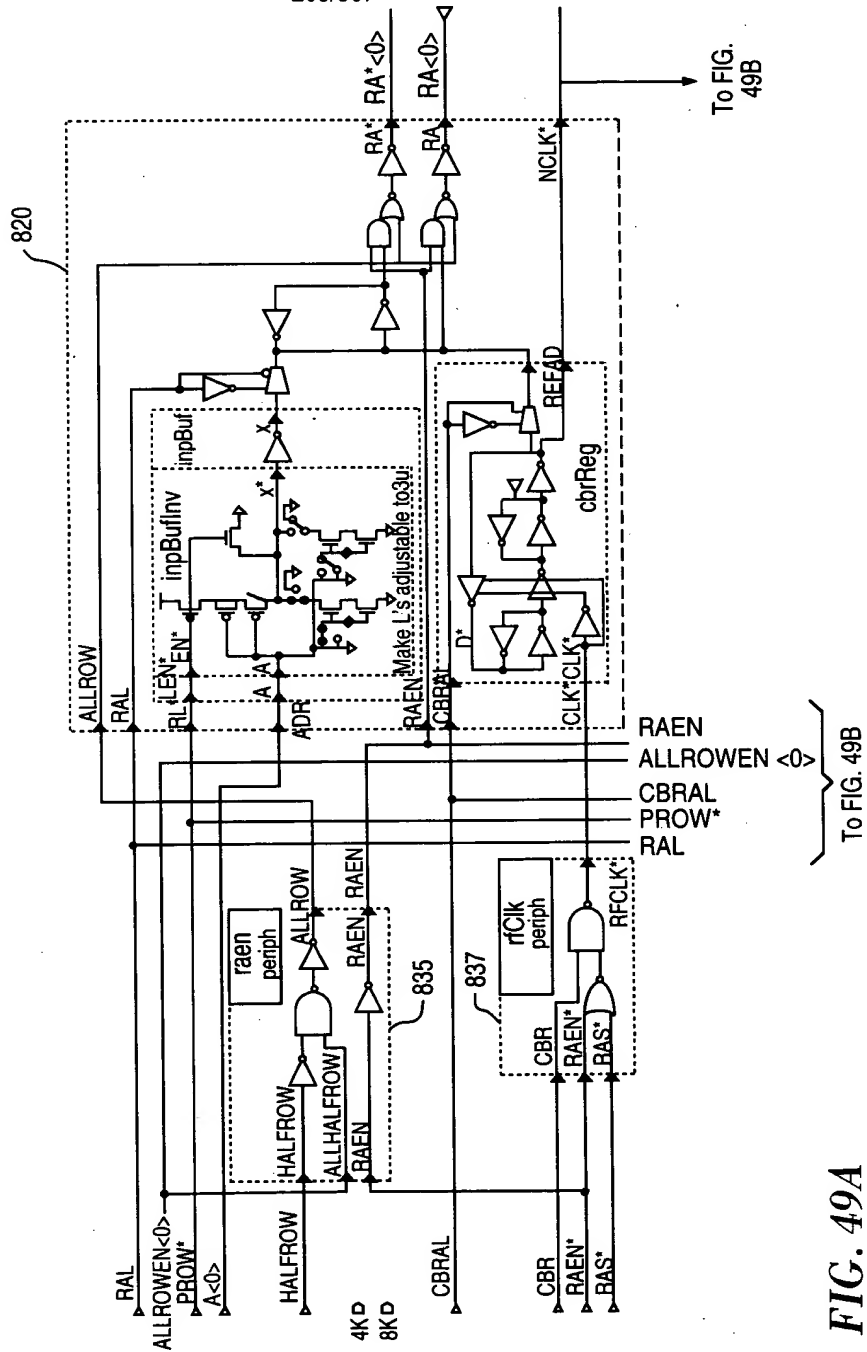 820
RA*
RA*<0>
RA
RA<0>
NCLK*
To FIG.
49B
inpBuf
X
X*
inpBufInv
Make L's adjustable to3u
EN*
LEN*
RL*
A
A
ADR
ALLROW
RAL
RAEN
CBRAL
REFAD
cbrReg
D*
CLK*
CLK*
RAEN
ALLROWEN <0>
CBRAL
PROW*
RAL
To FIG. 49B
raen
periph
ALLROW
RAEN
RAEN
835
HALFROW
ALLHALFROW
RAEN
rfClk
periph
RFCLK*
837
CBR
RAEN*
RAS*
RAL
ALLROWEN<0>
PROW*
A<0>
HALFROW
4K D
8K D
CBRAL
CBR
RAEN*
RAS*
FIG. 49A